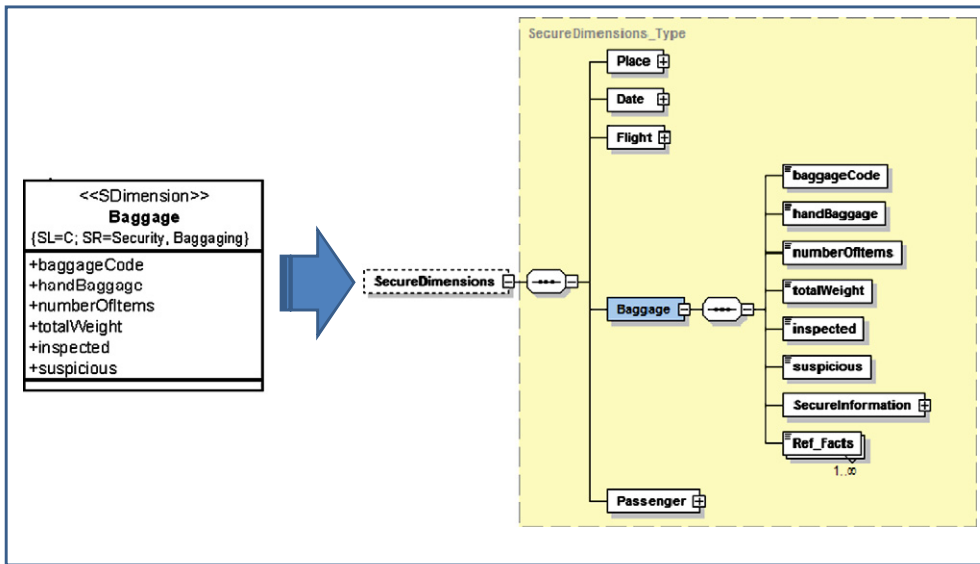 SecureDimensions_Type
Place
Date
Flight
<<SDimension>>
Baggage
{SL=C; SR=Security, Baggaging}
+baggageCode
+handBaggage
+numberOfItems
+totalWeight
+inspected
+suspicious
SecureDimensions
Baggage
baggageCode
handBaggage
numberOfItems
totalWeight
inspected
suspicious
SecureInformation
Ref_Facts
1..∞
Passenger